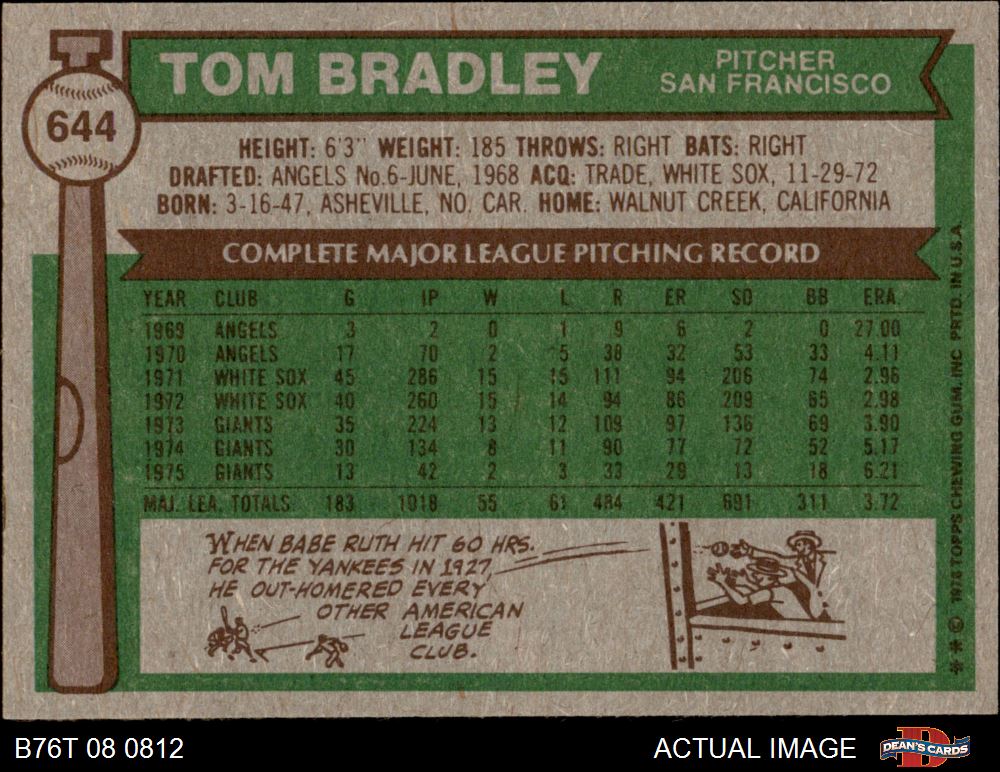 TOM BRADLEY
PITCHER
SAN FRANCISCO
644
HEIGHT: 6'3" WEIGHT: 185 THROWS: RIGHT BATS: RIGHT
DRAFTED: ANGELS No.6-JUNE, 1968 ACQ: TRADE, WHITE SOX, 11-29-72
BORN: 3-16-47, ASHEVILLE, NO. CAR. HOME: WALNUT CREEK, CALIFORNIA
COMPLETE MAJOR LEAGUE PITCHING RECORD
YEAR CLUB G IP W L R ER SO BB ERA.
1969 ANGELS 3 2 0 1 9 6 2 0 27.00
1970 ANGELS 17 70 2 5 38 32 53 33 4.11
1971 WHITE SOX 45 286 15 15 111 94 206 74 2.96
1972 WHITE SOX 40 260 15 14 94 86 209 65 2.98
1973 GIANTS 35 224 13 12 109 97 136 69 3.90
1974 GIANTS 30 134 8 11 90 77 72 52 5.17
1975 GIANTS 13 42 2 3 33 29 13 18 6.21
MAJ. LEA. TOTALS 183 1018 55 61 484 421 691 311 3.72
WHEN BABE RUTH HIT 60 HRS.
FOR THE YANKEES IN 1927,
HE OUT-HOMERED EVERY
OTHER AMERICAN
LEAGUE
CLUB.
** © 1976 TOPPS CHEWING GUM, INC PRTD. IN U.S.A.
B76T 08 0812
ACTUAL IMAGE
DEAN'S CARDS